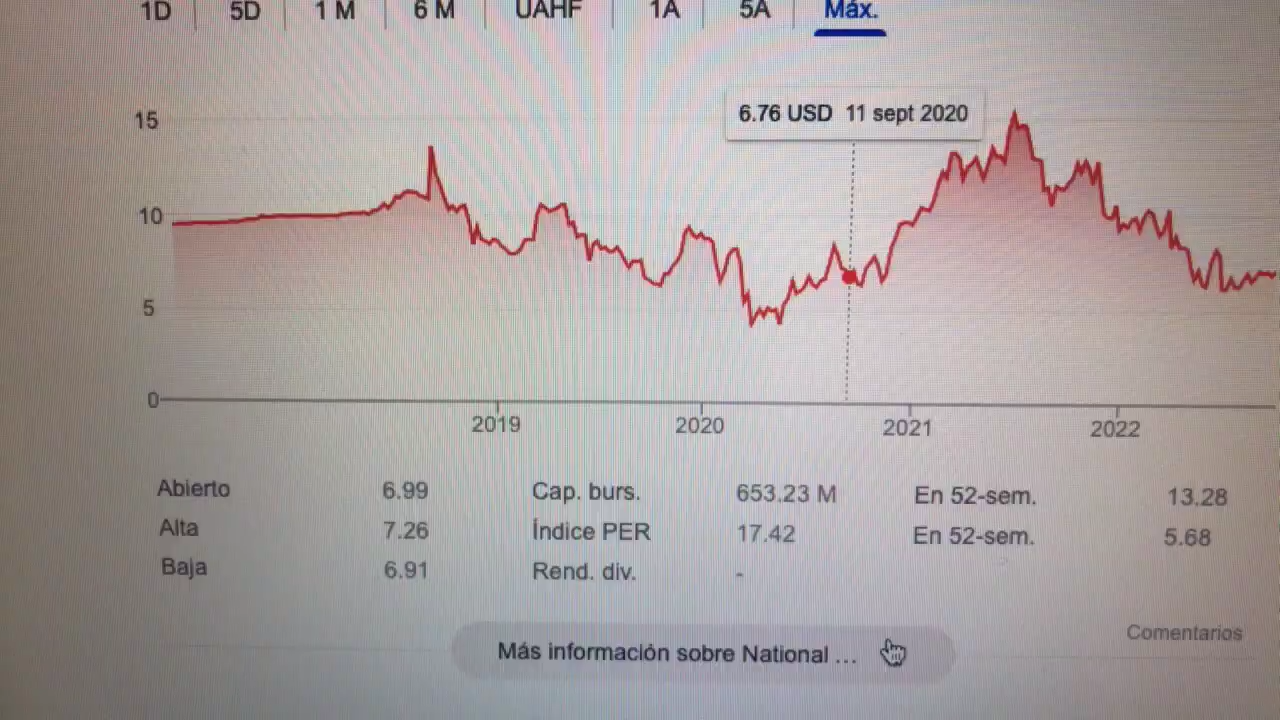 1D 5D 1 M 6 M UAHF 1A 5A Máx.
6.76 USD 11 sept 2020
15
10
5
0
2019 2020 2021 2022
Abierto 6.99 Cap. burs. 653.23 M En 52-sem. 13.28
Alta 7.26 Índice PER 17.42 En 52-sem. 5.68
Baja 6.91 Rend. div. -
Comentarios
Más información sobre National ...